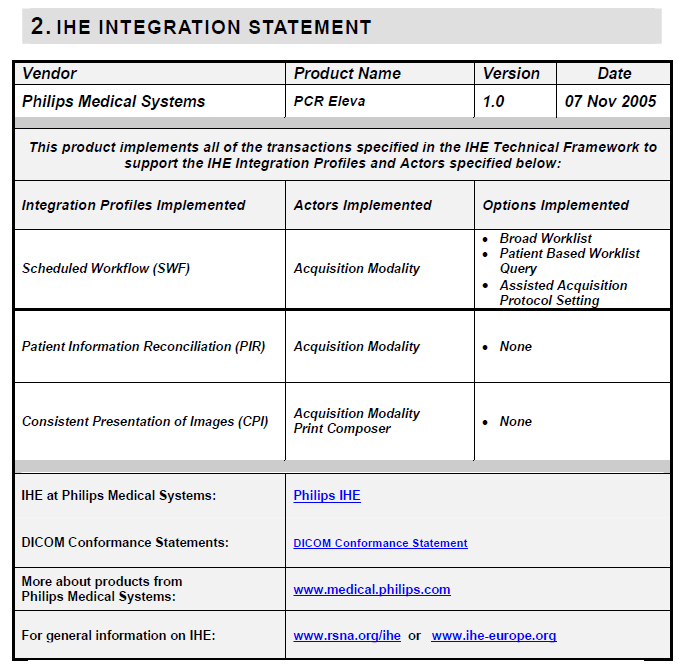 2. IHE INTEGRATION STATEMENT
Vendor Product Name Version Date
Philips Medical Systems PCR Eleva 1.0 07 Nov 2005
This product implements all of the transactions specified in the IHE Technical Framework to
support the IHE Integration Profiles and Actors specified below:
Integration Profiles Implemented Actors Implemented Options Implemented
Scheduled Workflow (SWF) Acquisition Modality
• Broad Worklist
• Patient Based Worklist
Query
• Assisted Acquisition
Protocol Setting
Patient Information Reconciliation (PIR) Acquisition Modality • None
Consistent Presentation of Images (CPI)
Acquisition Modality
Print Composer
• None
IHE at Philips Medical Systems: Philips IHE
DICOM Conformance Statements: DICOM Conformance Statement
More about products from
Philips Medical Systems:
www.medical.philips.com
For general information on IHE: www.rsna.org/ihe or www.ihe-europe.org